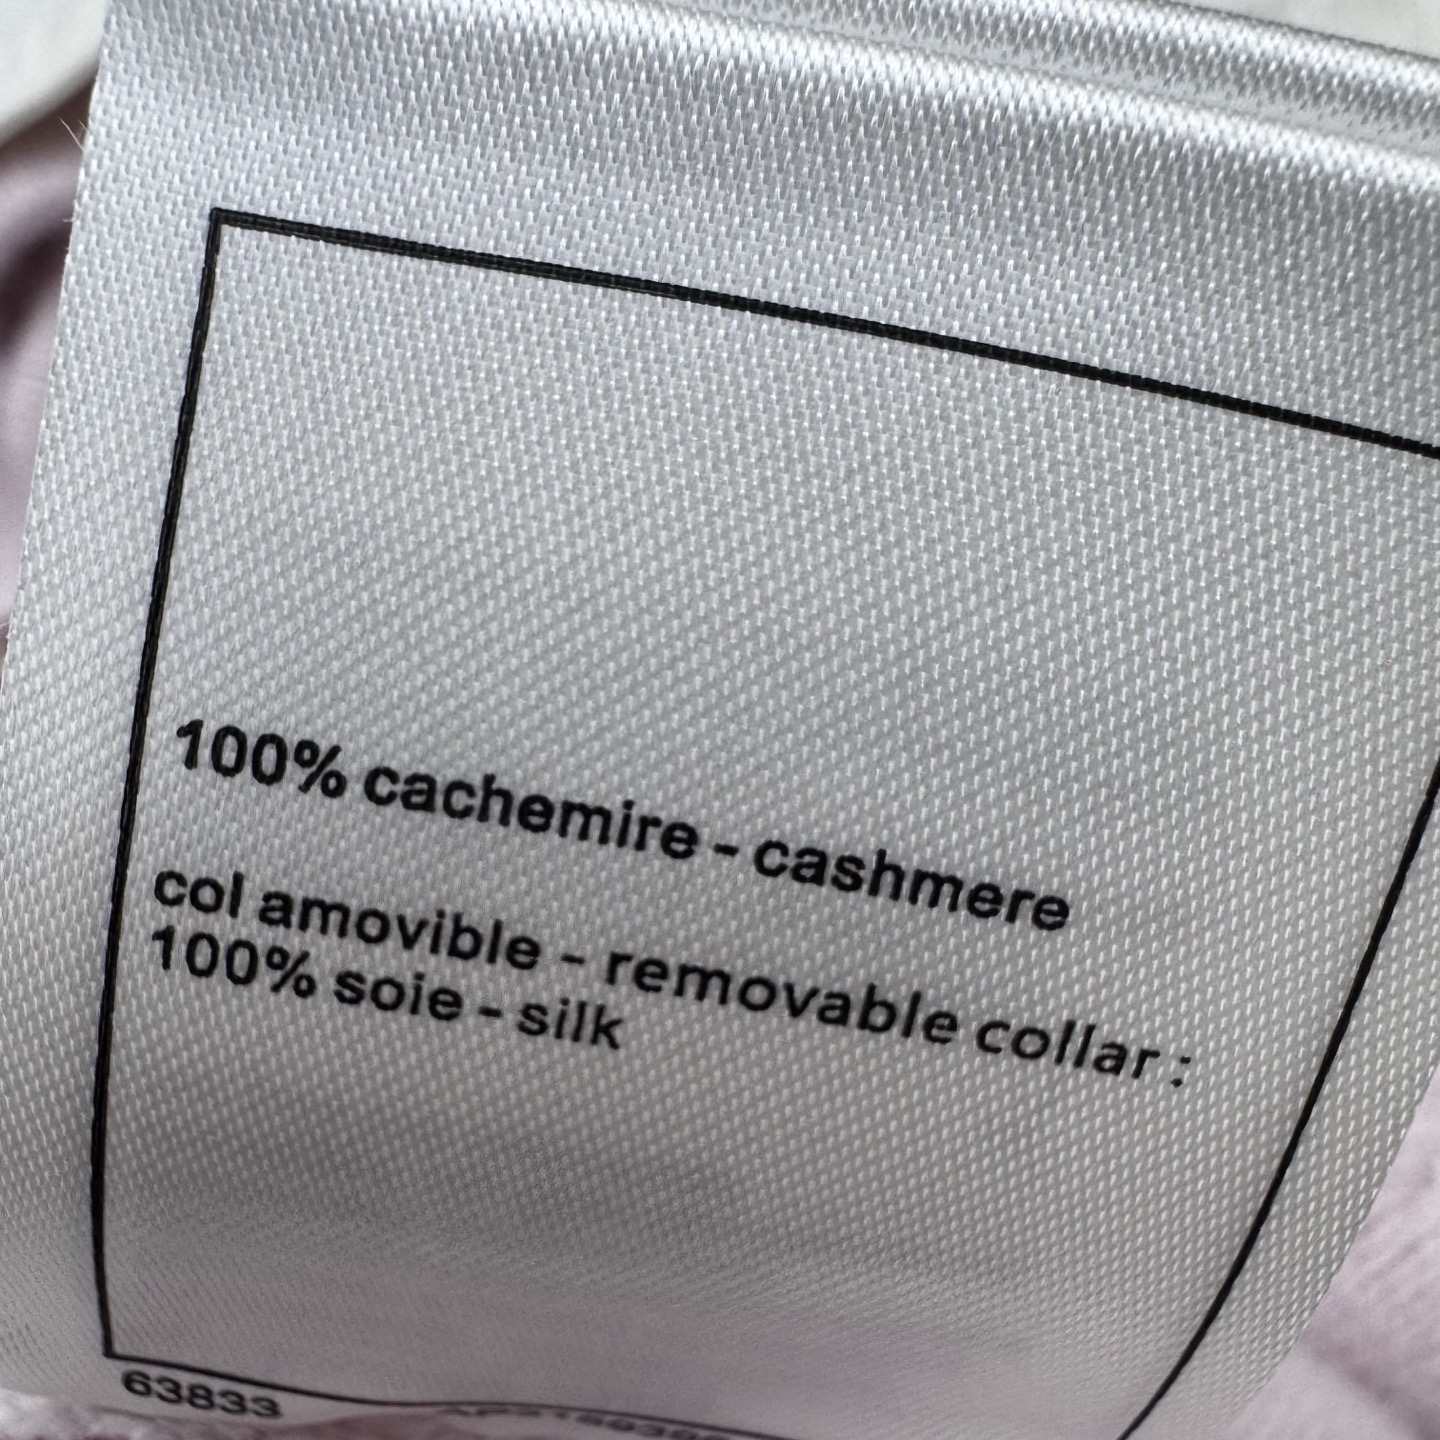 100% cachemire - cashmere
col amovible - removable collar :
100% soie - silk
63833